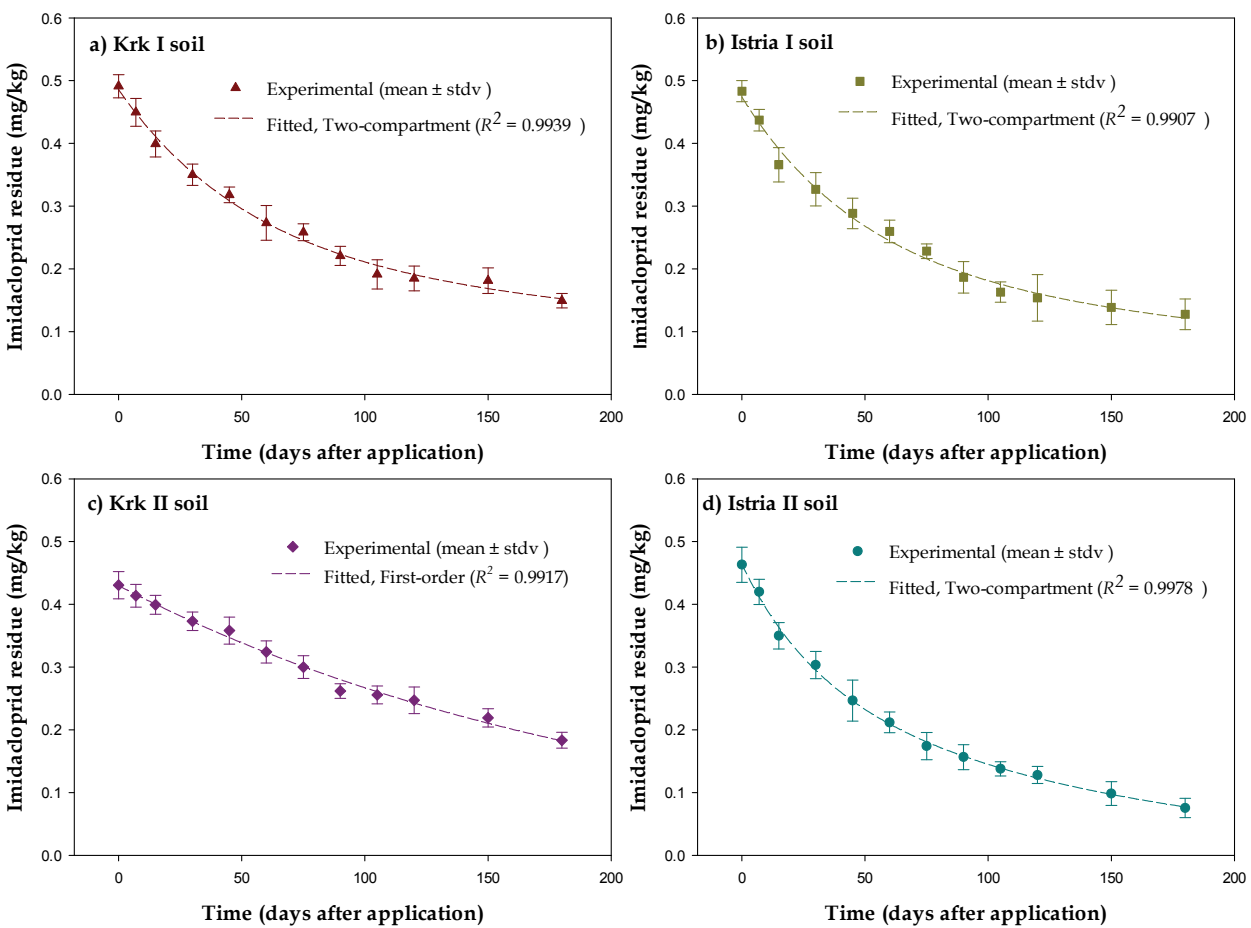 a) Krk I soil
Experimental (mean ± stdv )
Fitted, Two-compartment (R² = 0.9939 )
Imidacloprid residue (mg/kg)
0.6
0.5
0.4
0.3
0.2
0.1
0.0
0 50 100 150 200
Time (days after application)
b) Istria I soil
Experimental (mean ± stdv )
Fitted, Two-compartment (R² = 0.9907 )
Imidacloprid residue (mg/kg)
0.6
0.5
0.4
0.3
0.2
0.1
0.0
0 50 100 150 200
Time (days after application)
c) Krk II soil
Experimental (mean ± stdv )
Fitted, First-order (R² = 0.9917)
Imidacloprid residue (mg/kg)
0.6
0.5
0.4
0.3
0.2
0.1
0.0
0 50 100 150 200
Time (days after application)
d) Istria II soil
Experimental (mean ± stdv )
Fitted, Two-compartment (R² = 0.9978 )
Imidacloprid residue (mg/kg)
0.6
0.5
0.4
0.3
0.2
0.1
0.0
0 50 100 150 200
Time (days after application)